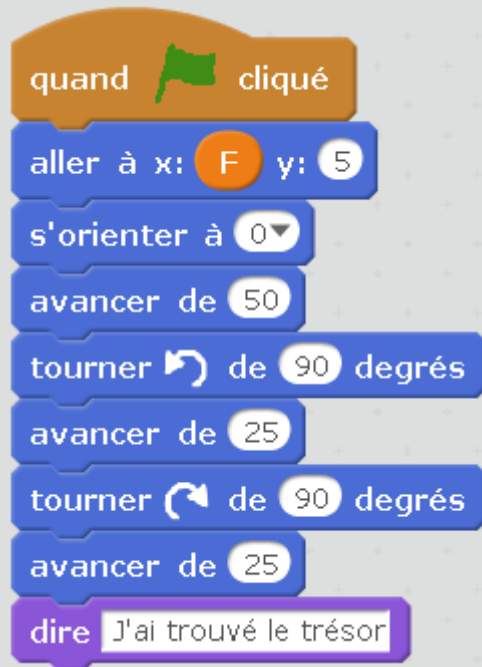 quand cliqué
aller à x: F y: 5
s'orienter à 0
avancer de 50
tourner de 90 degrés
avancer de 25
tourner de 90 degrés
avancer de 25
dire J'ai trouvé le trésor